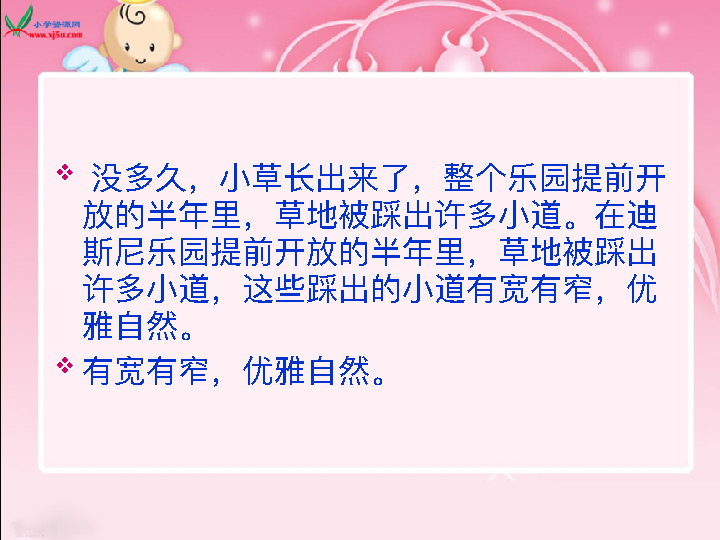 小学资源网
www.xj5u.com
没多久，小草长出来了，整个乐园提前开
放的半年里，草地被踩出许多小道。在迪
斯尼乐园提前开放的半年里，草地被踩出
许多小道，这些踩出的小道有宽有窄，优
雅自然。
有宽有窄，优雅自然。